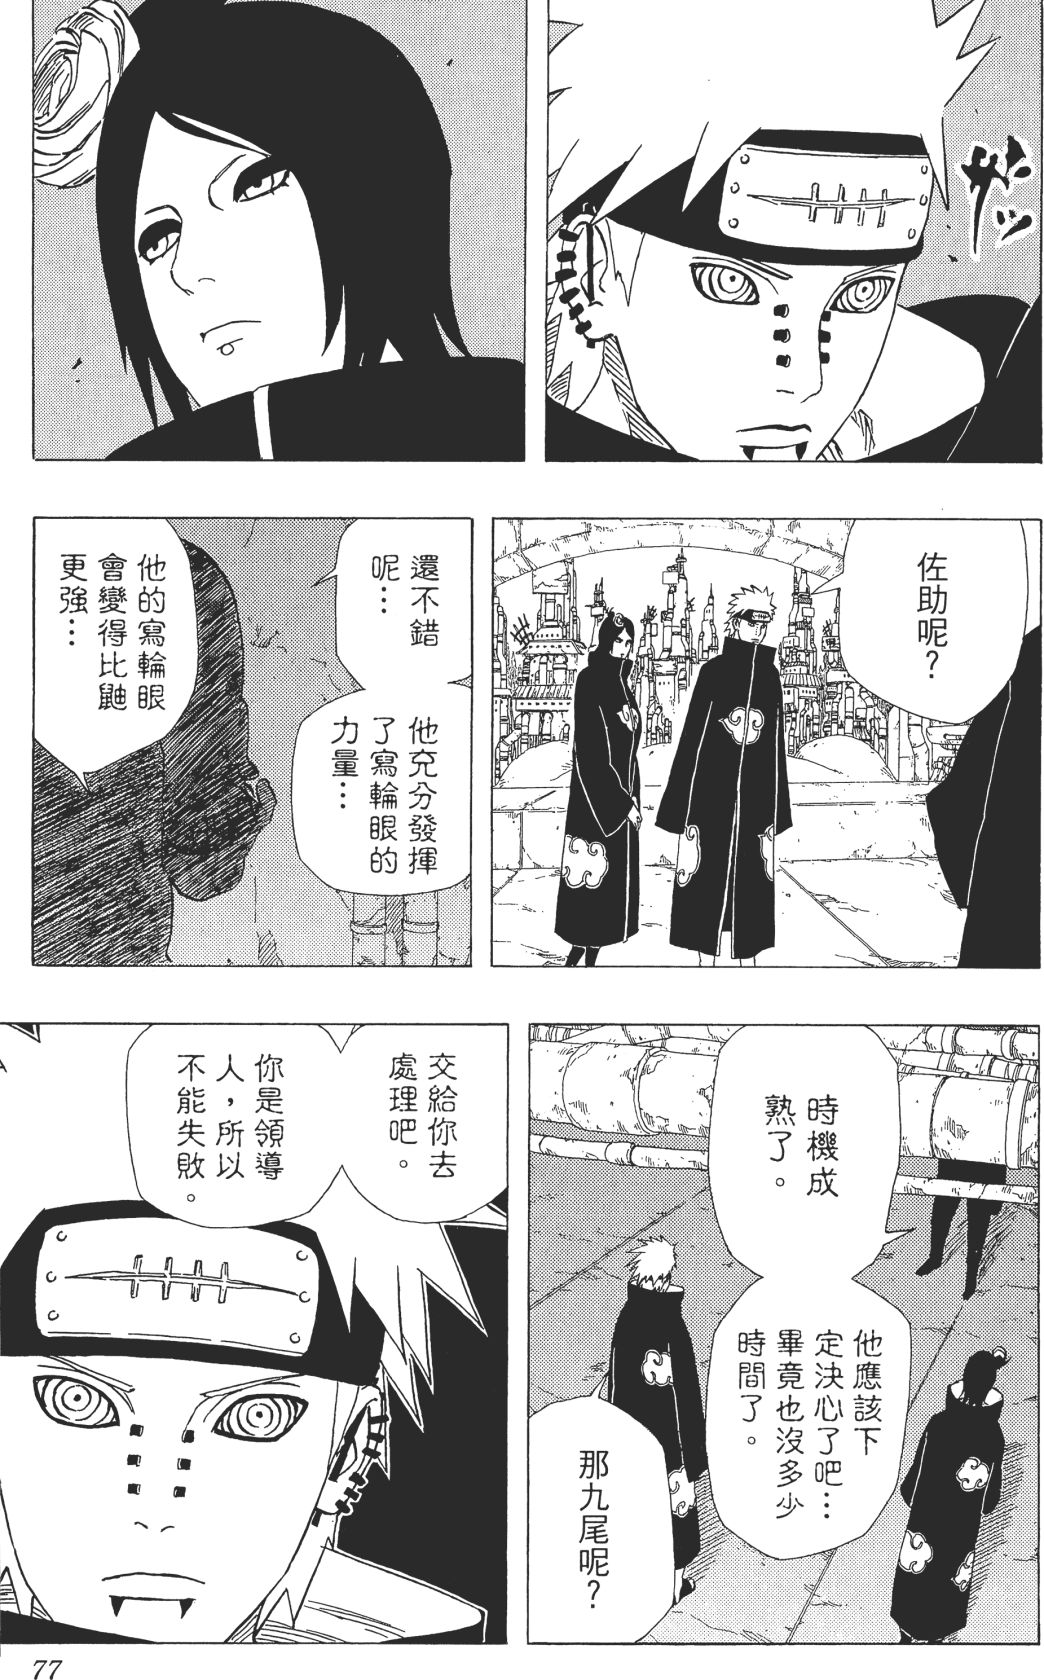 ザッ
佐助呢？
還不錯
呢…
他充分發揮
了寫輪眼的
力量…
他的寫輪眼
會變得比鼬
更強…
時機成
熟了。
他應該下
定決心了吧…
畢竟也沒多少
時間了。
那九尾呢？
交給你去
處理吧。
你是領導
人，所以
不能失敗。
77